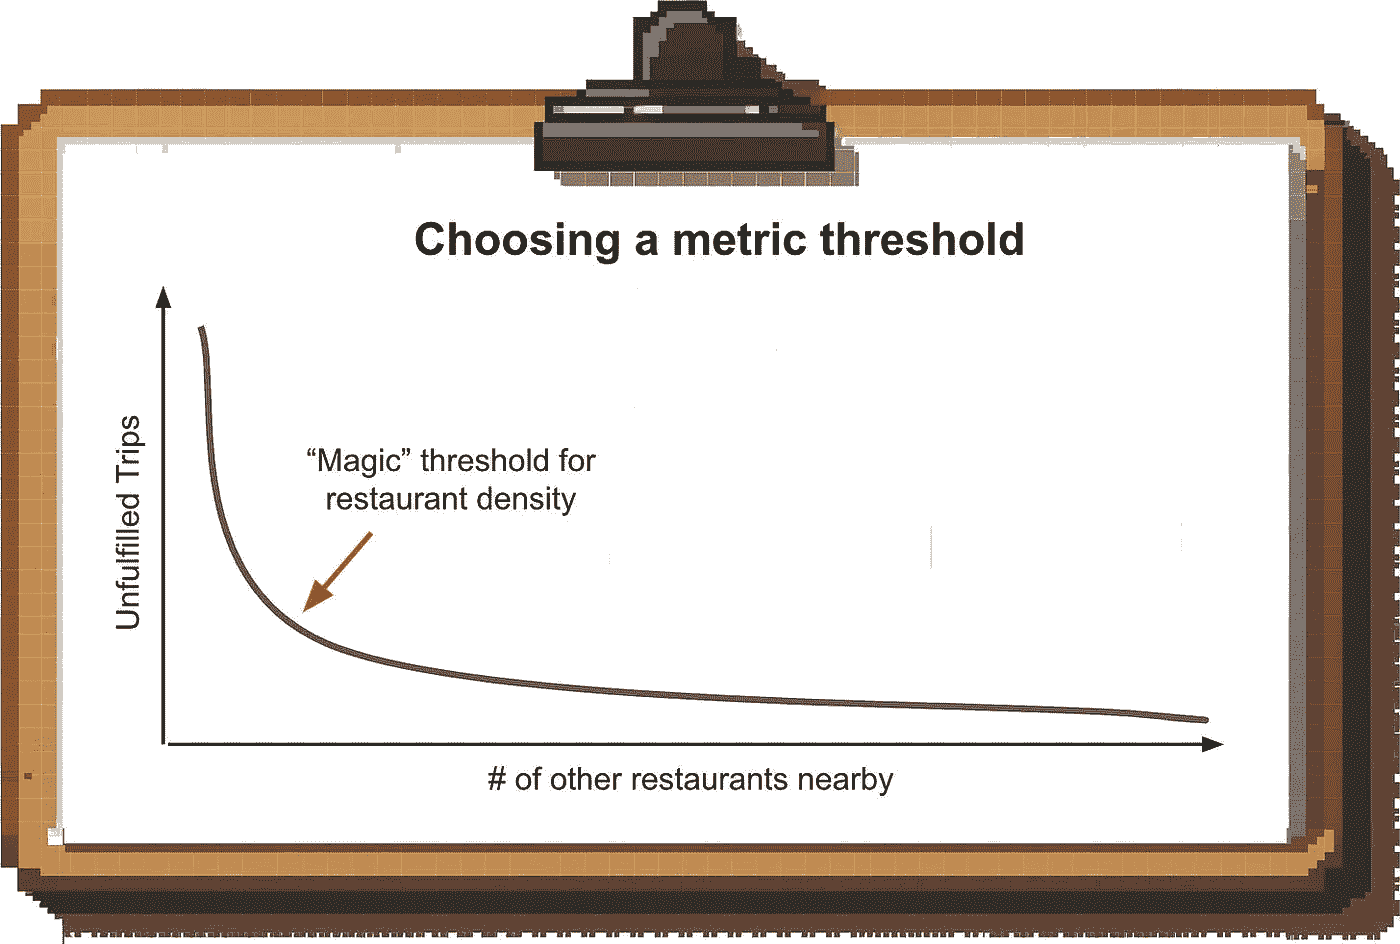 Choosing a metric threshold
Unfulfilled Trips
“Magic” threshold for
restaurant density
# of other restaurants nearby